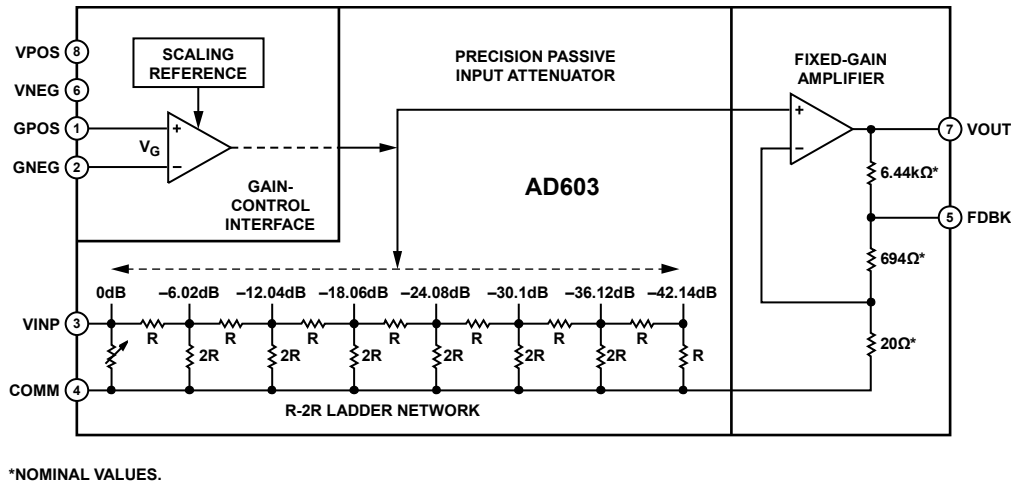 VPOS 8
VNEG 6
GPOS 1
GNEG 2
SCALING
REFERENCE
VG
+
−
GAIN-
CONTROL
INTERFACE
PRECISION PASSIVE
INPUT ATTENUATOR
AD603
FIXED-GAIN
AMPLIFIER
+
−
7 VOUT
6.44kΩ*
5 FDBK
694Ω*
20Ω*
0dB −6.02dB −12.04dB −18.06dB −24.08dB −30.1dB −36.12dB −42.14dB
VINP 3
R R R R R R R
2R 2R 2R 2R 2R 2R R
COMM 4
R-2R LADDER NETWORK
*NOMINAL VALUES.